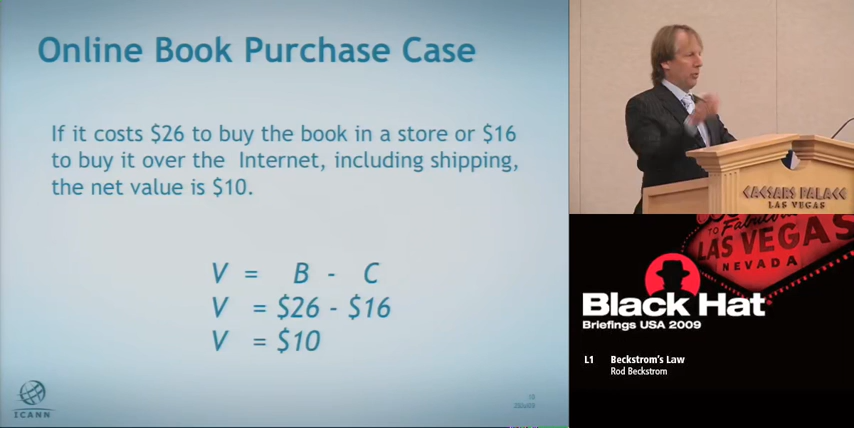 Online Book Purchase Case
If it costs $26 to buy the book in a store or $16
to buy it over the Internet, including shipping,
the net value is $10.
V = B - C
V = $26 - $16
V = $10
ICANN
CAESARS PALACE
LAS VEGAS
TO Fabulous
LAS VEGAS
NEVADA
Black Hat
Briefings USA 2009
L1 Beckstrom's Law
Rod Beckstrom